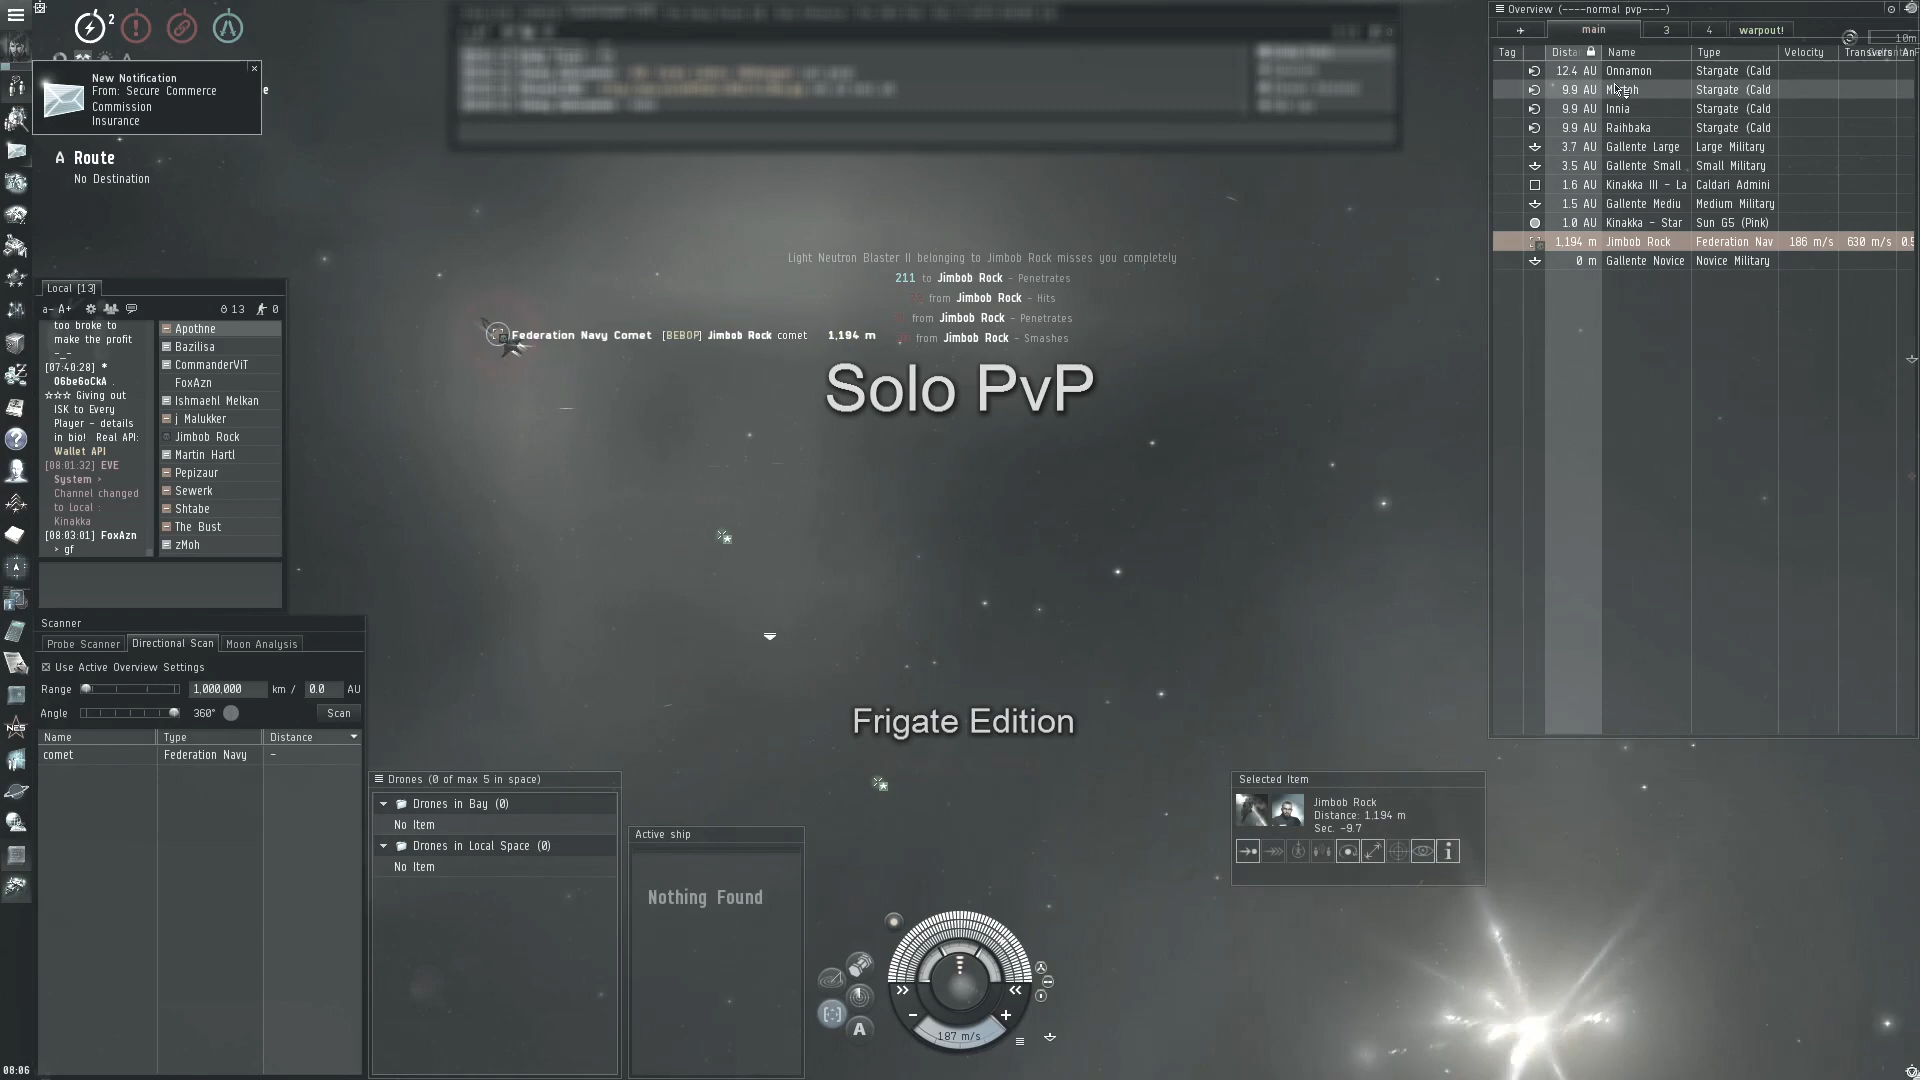 2
New Notification
From: Secure Commerce
Commission
Insurance
Route
No Destination
Local [13]
a- A+
13
0
too broke to
make the profit
-_-
[07:40:28] *
O6be6oCkA .
☆☆☆ Giving out
ISK to Every
Player - details
in bio! Real API:
Wallet API
[08:01:32] EVE
System >
Channel changed
to Local :
Kinakka
[08:03:01] FoxAzn
> gf
Apothne
Bazilisa
CommanderViT
FoxAzn
Ishmaehl Melkan
j Malukker
Jimbob Rock
Martin Hartl
Pepizaur
Sewerk
Shtabe
The Bust
zMoh
Scanner
Probe Scanner Directional Scan Moon Analysis
Use Active Overview Settings
Range 1,000,000 km / 0.0 AU
Angle 360° Scan
Name Type Distance
comet Federation Navy -
Light Neutron Blaster II belonging to Jimbob Rock misses you completely
211 to Jimbob Rock - Penetrates
from Jimbob Rock - Hits
from Jimbob Rock - Penetrates
from Jimbob Rock - Smashes
Federation Navy Comet [BEBOP] Jimbob Rock comet 1,194 m
Solo PvP
Frigate Edition
Drones (0 of max 5 in space)
Drones in Bay (0)
No Item
Drones in Local Space (0)
No Item
Active ship
Nothing Found
187 m/s
Selected Item
Jimbob Rock
Distance: 1,194 m
Sec. -9.7
Overview (----normal pvp----)
main 3 4 warpout!
10m
Tag Dista Name Type Velocity
12.4 AU Onnamon Stargate (Cald
9.9 AU Stargate (Cald
9.9 AU Innia Stargate (Cald
9.9 AU Raihbaka Stargate (Cald
3.7 AU Gallente Large Large Military
3.5 AU Gallente Small Small Military
1.6 AU Kinakka III - La Caldari Admini
1.5 AU Gallente Mediu Medium Military
1.0 AU Kinakka - Star Sun G5 (Pink)
1,194 m Jimbob Rock Federation Nav 186 m/s 630 m/s 0.5
0 m Gallente Novice Novice Military
08:06